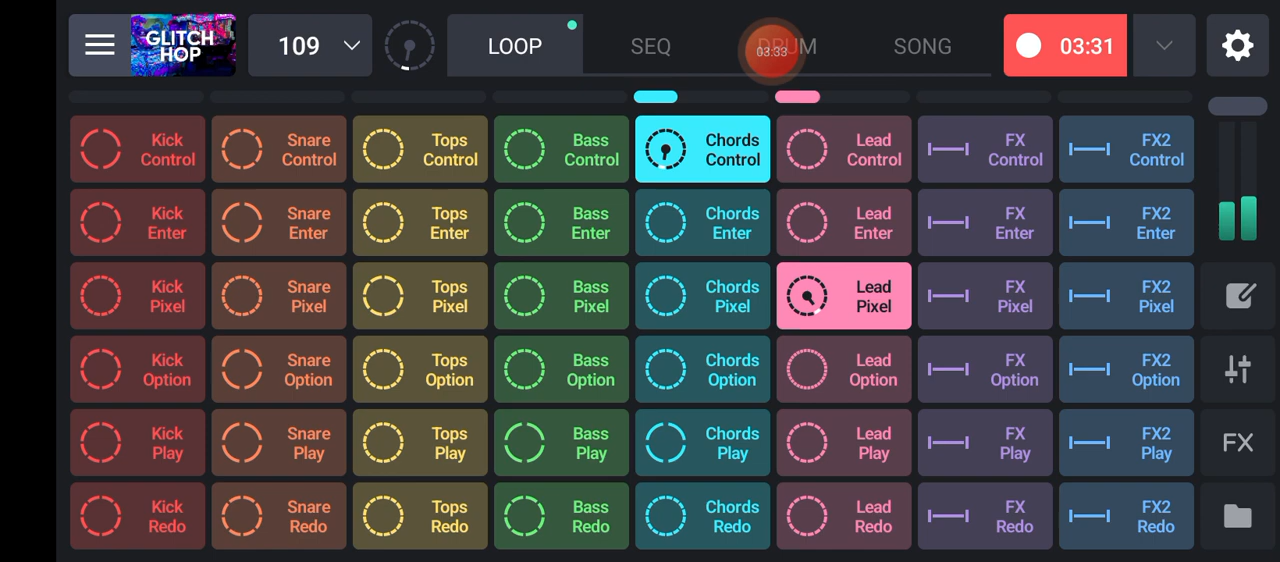 GLITCH
HOP
109
LOOP
SEQ
DRUM
03:33
SONG
03:31
Kick
Control
Snare
Control
Tops
Control
Bass
Control
Chords
Control
Lead
Control
FX
Control
FX2
Control
Kick
Enter
Snare
Enter
Tops
Enter
Bass
Enter
Chords
Enter
Lead
Enter
FX
Enter
FX2
Enter
Kick
Pixel
Snare
Pixel
Tops
Pixel
Bass
Pixel
Chords
Pixel
Lead
Pixel
FX
Pixel
FX2
Pixel
Kick
Option
Snare
Option
Tops
Option
Bass
Option
Chords
Option
Lead
Option
FX
Option
FX2
Option
Kick
Play
Snare
Play
Tops
Play
Bass
Play
Chords
Play
Lead
Play
FX
Play
FX2
Play
FX
Kick
Redo
Snare
Redo
Tops
Redo
Bass
Redo
Chords
Redo
Lead
Redo
FX
Redo
FX2
Redo